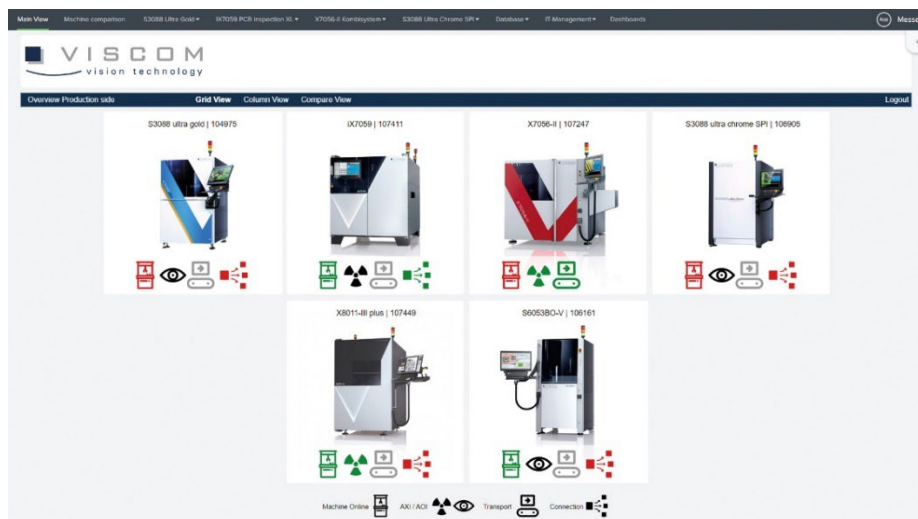 Main View Machine comparison S3088 Ultra Gold IX7059 PCB Inspection XL X7056-II Kombisystem S3088 Ultra Chrome SPI Database IT-Management Dashboards
VISCOM
vision technology
Overview Production side Grid View Column View Compare View Logout
S3088 ultra gold | 104975 iX7059 | 107411 X7056-II | 107247 S3088 ultra chrome SPI | 106905
X8011-III plus | 107449 S6053BO-V | 106161
Machine Online AXI / AOI Transport Connection